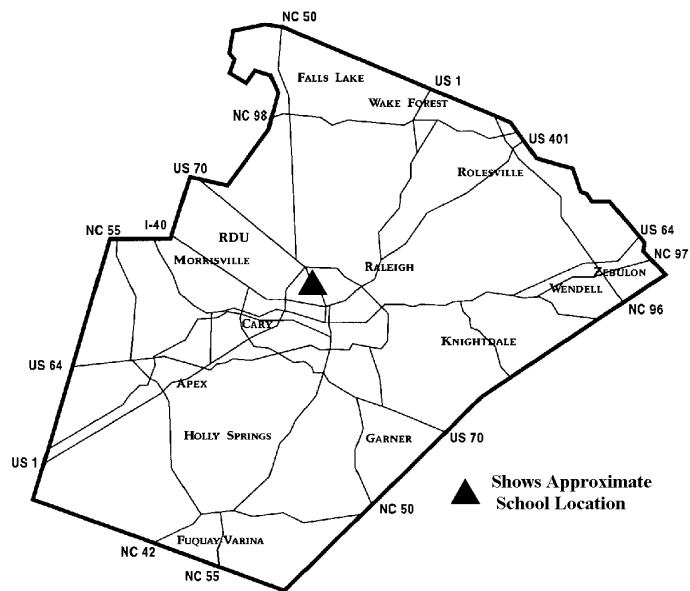 NC 50
FALLS LAKE
US 1
WAKE FOREST
NC 98
US 401
ROLESVILLE
US 70
NC 55
I-40
RDU
MORRISVILLE
RALEIGH
US 64
NC 97
ZEBULON
WENDELL
NC 96
CARY
KNIGHTDALE
US 64
APEX
HOLLY SPRINGS
GARNER
US 70
US 1
Shows Approximate
School Location
NC 50
FUQUAY-VARINA
NC 42
NC 55